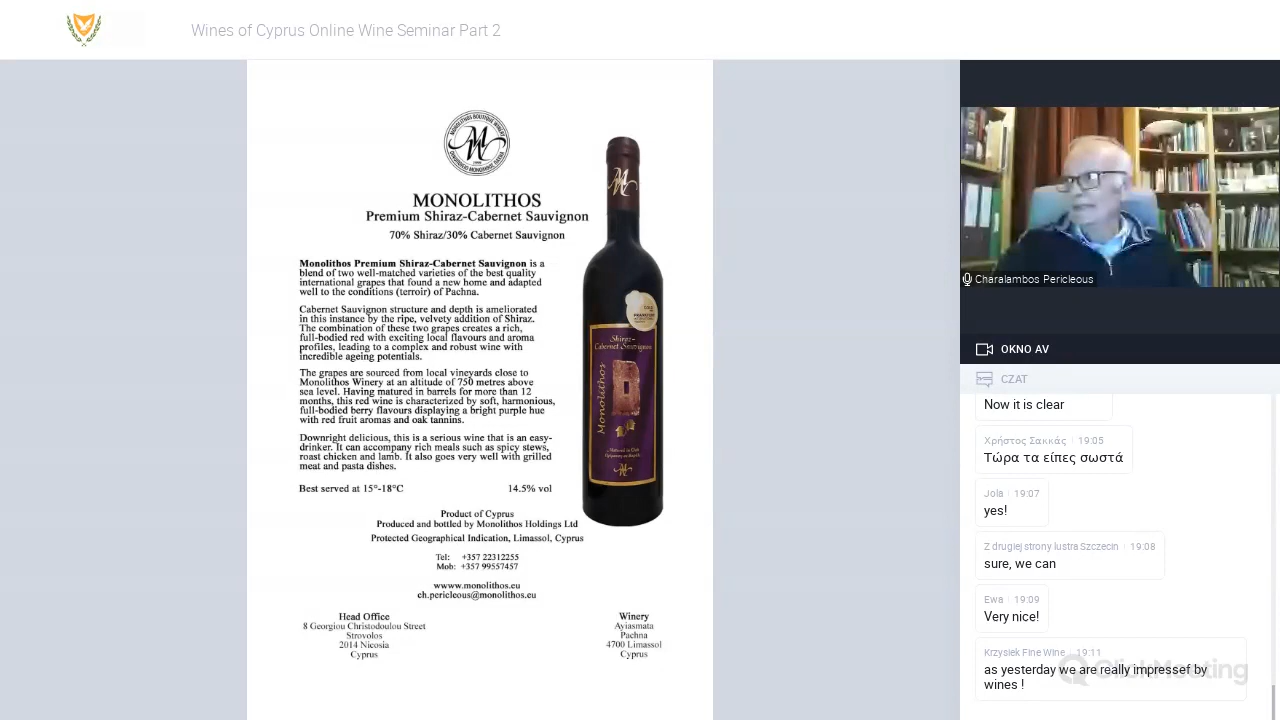 Wines of Cyprus Online Wine Seminar Part 2
MONOLITHOS
Premium Shiraz-Cabernet Sauvignon
70% Shiraz/30% Cabernet Sauvignon
Monolithos Premium Shiraz-Cabernet Sauvignon is a
blend of two well-matched varieties of the best quality
international grapes that found a new home and adapted
well to the conditions (terroir) of Pachna.
Cabernet Sauvignon structure and depth is ameliorated
in this instance by the ripe, velvety addition of Shiraz.
The combination of these two grapes creates a rich,
full-bodied red with exciting local flavours and aroma
profiles, leading to a complex and robust wine with
incredible ageing potentials.
The grapes are sourced from local vineyards close to
Monolithos Winery at an altitude of 750 metres above
sea level. Having matured in barrels for more than 12
months, this red wine is characterized by soft, harmonious,
full-bodied berry flavours displaying a bright purple hue
with red fruit aromas and oak tannins.
Downright delicious, this is a serious wine that is an easy-
drinker. It can accompany rich meals such as spicy stews,
roast chicken and lamb. It also goes very well with grilled
meat and pasta dishes.
Best served at 15°-18°C 14.5% vol
Product of Cyprus
Produced and bottled by Monolithos Holdings Ltd
Protected Geographical Indication, Limassol, Cyprus
Tel: +357 22312255
Mob: +357 99557457
wwww.monolithos.eu
ch.pericleous@monolithos.eu
Head Office
8 Georgiou Christodoulou Street
Strovolos
2014 Nicosia
Cyprus
Winery
Ayiasmata
Pachna
4700 Limassol
Cyprus
Shiraz-
Cabernet Sauvignon
Monolithos
Charalambos Pericleous
OKNO AV
CZAT
Now it is clear
Χρήστος Σακκάς 19:05
Τώρα τα είπες σωστά
Jola 19:07
yes!
Z drugiej strony lustra Szczecin 19:08
sure, we can
Ewa 19:09
Very nice!
Krzysiek Fine Wine 19:11
as yesterday we are really impressef by
wines !
ClickMeeting